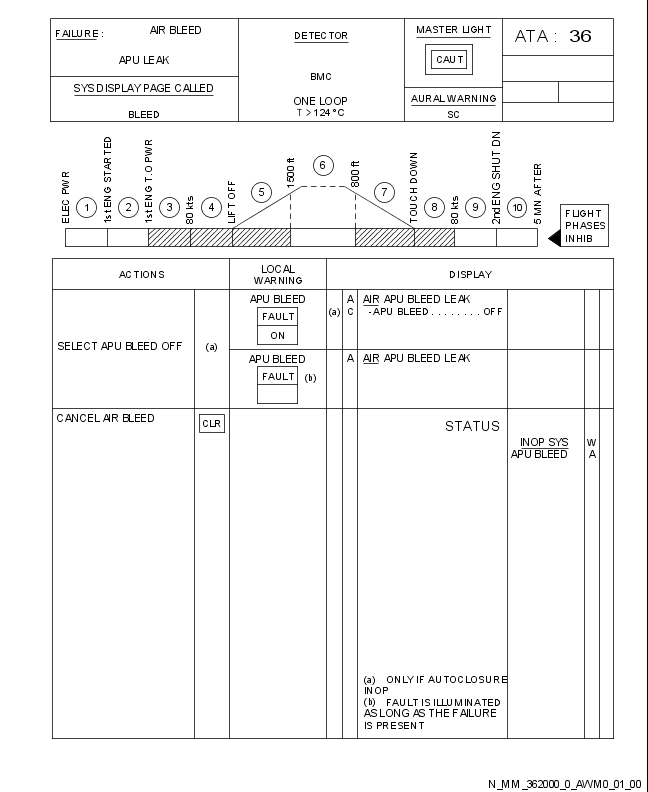 FAILURE : AIR BLEED
APU LEAK
SYS DISPLAY PAGE CALLED
BLEED
DETECTOR
BMC
ONE LOOP
T > 124°C
MASTER LIGHT
CAUT
AURAL WARNING
SC
ATA : 36
ELEC PWR
1
1st ENG STARTED
2
1st ENG T.O PWR
3
80 kts
4
LIFT OFF
5
1500 ft
6
800 ft
7
TOUCH DOWN
8
80 kts
9
2nd ENG SHUT DN
10
5 MN AFTER
FLIGHT
PHASES
INHIB
ACTIONS
LOCAL
WARNING
DISPLAY
SELECT APU BLEED OFF
(a)
APU BLEED
FAULT
ON
(a)
A
C
AIR APU BLEED LEAK
-APU BLEED . . . . . . . . OFF
APU BLEED
FAULT
(b)
A
AIR APU BLEED LEAK
CANCEL AIR BLEED
CLR
STATUS
INOP SYS
APU BLEED
W
A
(a) ONLY IF AUTOCLOSURE
INOP
(b) FAULT IS ILLUMINATED
AS LONG AS THE FAILURE
IS PRESENT
N_MM_362000_0_AVVM0_01_00